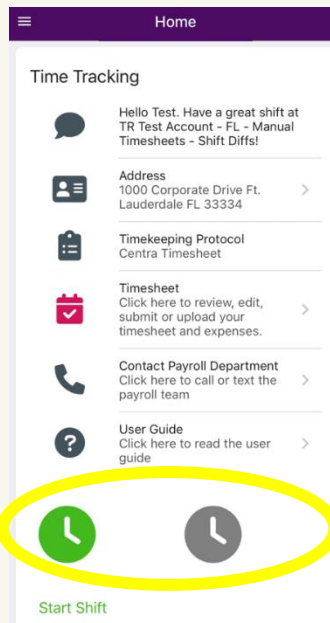 Home
Time Tracking
Hello Test. Have a great shift at
TR Test Account - FL - Manual
Timesheets - Shift Diffs!
Address
1000 Corporate Drive Ft.
Lauderdale FL 33334
Timekeeping Protocol
Centra Timesheet
Timesheet
Click here to review, edit,
submit or upload your
timesheet and expenses.
Contact Payroll Department
Click here to call or text the
payroll team
User Guide
Click here to read the user
guide
Start Shift